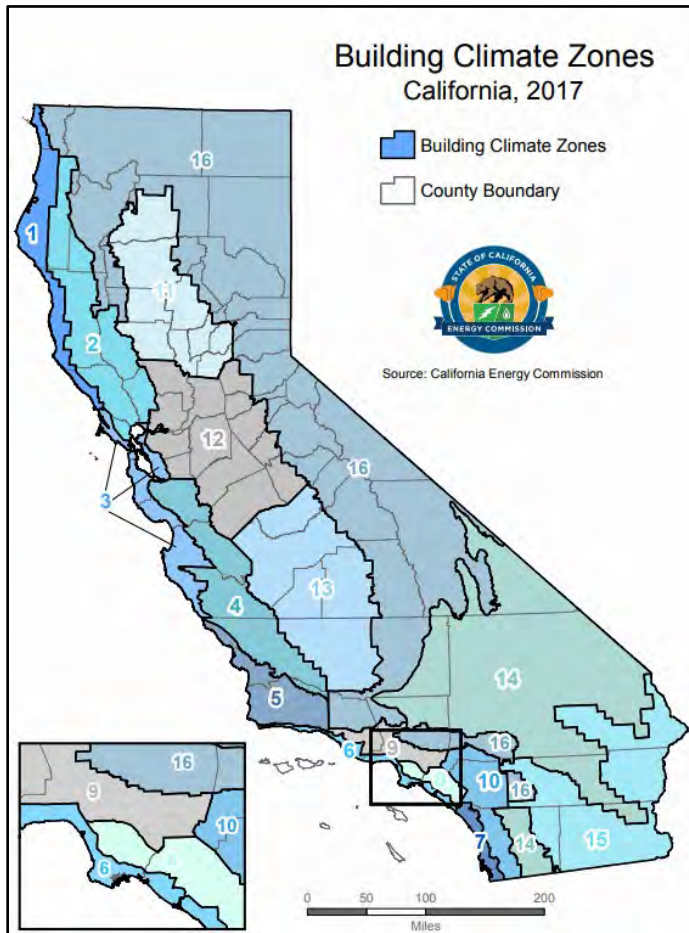 Building Climate Zones
California, 2017
Building Climate Zones
County Boundary
STATE OF CALIFORNIA
ENERGY COMMISSION
Source: California Energy Commission
16
1
11
2
12
16
3
13
4
14
5
6
9
16
8
10
16
7
14
15
16
9
10
8
6
0 50 100 200
Miles